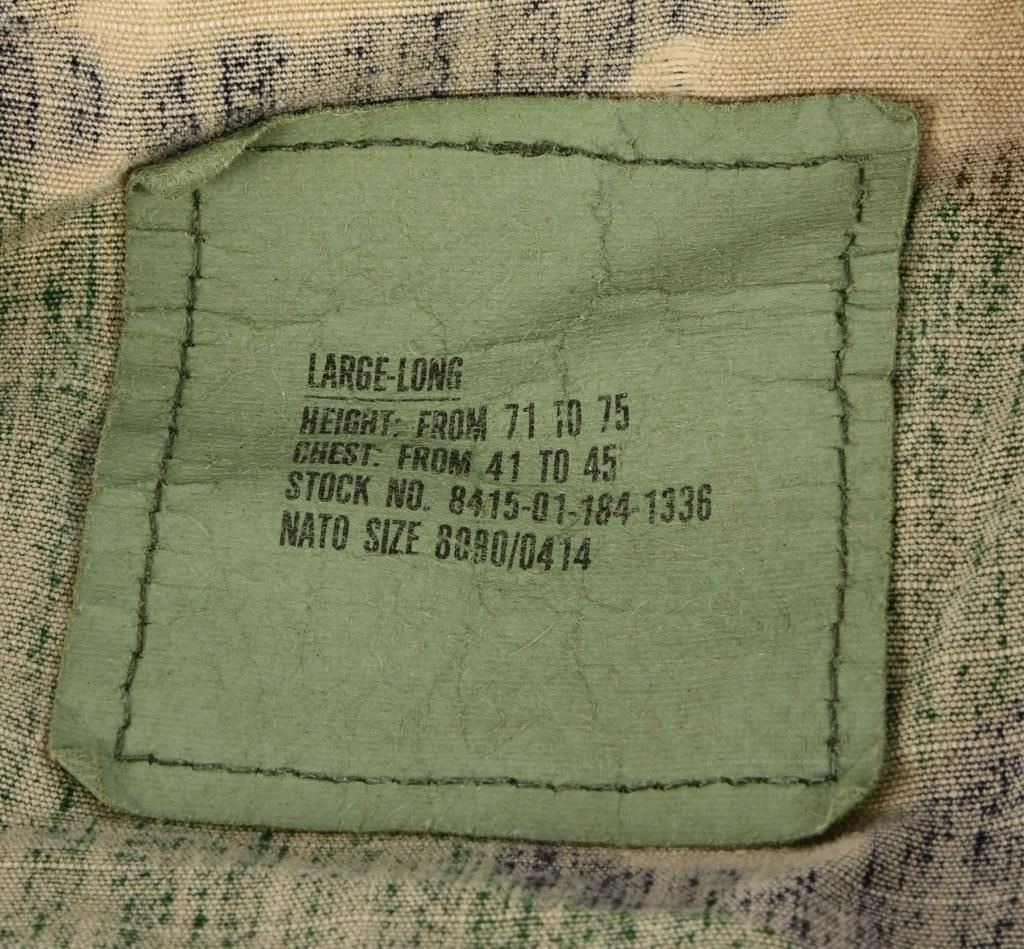 LARGE-LONG
HEIGHT: FROM 71 TO 75
CHEST: FROM 41 TO 45
STOCK NO. 8415-01-184-1336
NATO SIZE 8090/0414